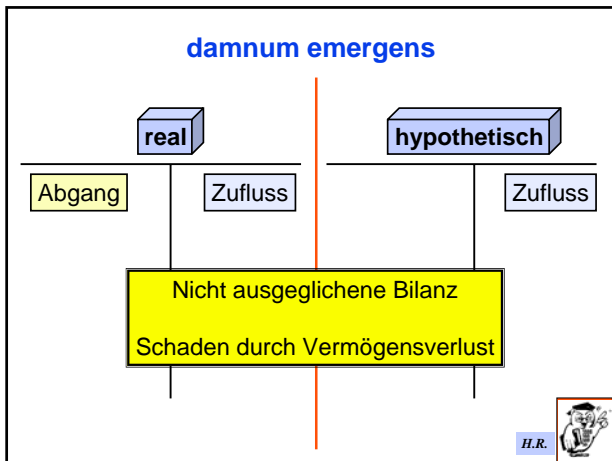 damnum emergens
real
hypothetisch
Abgang
Zufluss
Zufluss
Nicht ausgeglichene Bilanz
Schaden durch Vermögensverlust
H.R.